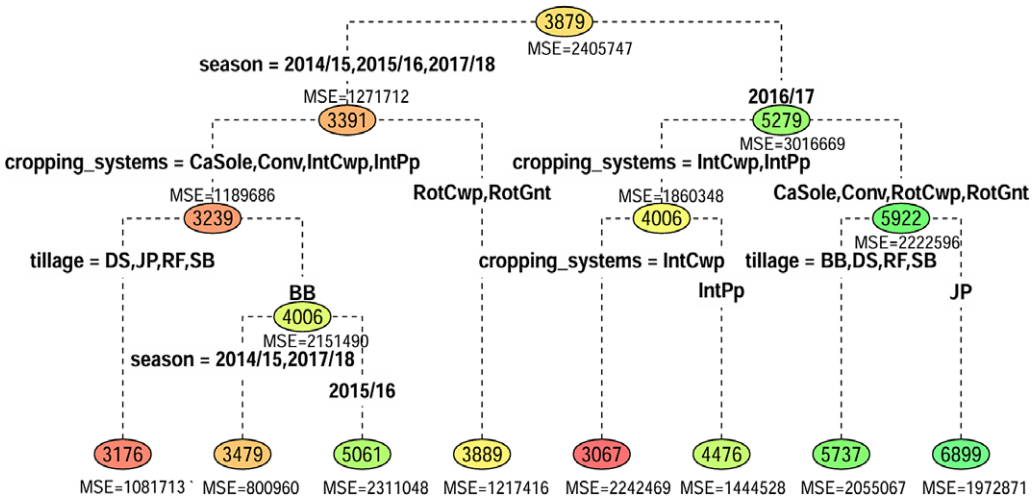 3879
MSE=2405747
season = 2014/15,2015/16,2017/18
MSE=1271712
2016/17
3391
5279
MSE=3016669
cropping_systems = CaSole,Conv,IntCwp,IntPp
cropping_systems = IntCwp,IntPp
MSE=1189686
RotCwp,RotGnt
MSE=1860348
CaSole,Conv,RotCwp,RotGnt
3239
4006
5922
MSE=2222596
tillage = DS,JP,RF,SB
cropping_systems = IntCwp
tillage = BB,DS,RF,SB
BB
IntPp
JP
4006
MSE=2151490
season = 2014/15,2017/18
2015/16
3176
3479
5061
3889
3067
4476
5737
6899
MSE=1081713 `
MSE=800960
MSE=2311048
MSE=1217416
MSE=2242469
MSE=1444528
MSE=2055067
MSE=1972871